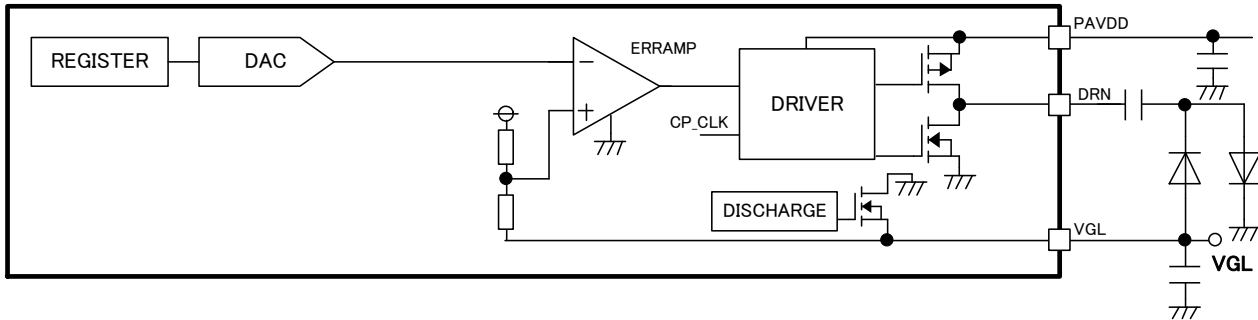 PAVDD
REGISTER
DAC
ERRAMP
DRIVER
DRN
CP_CLK
DISCHARGE
VGL
VGL